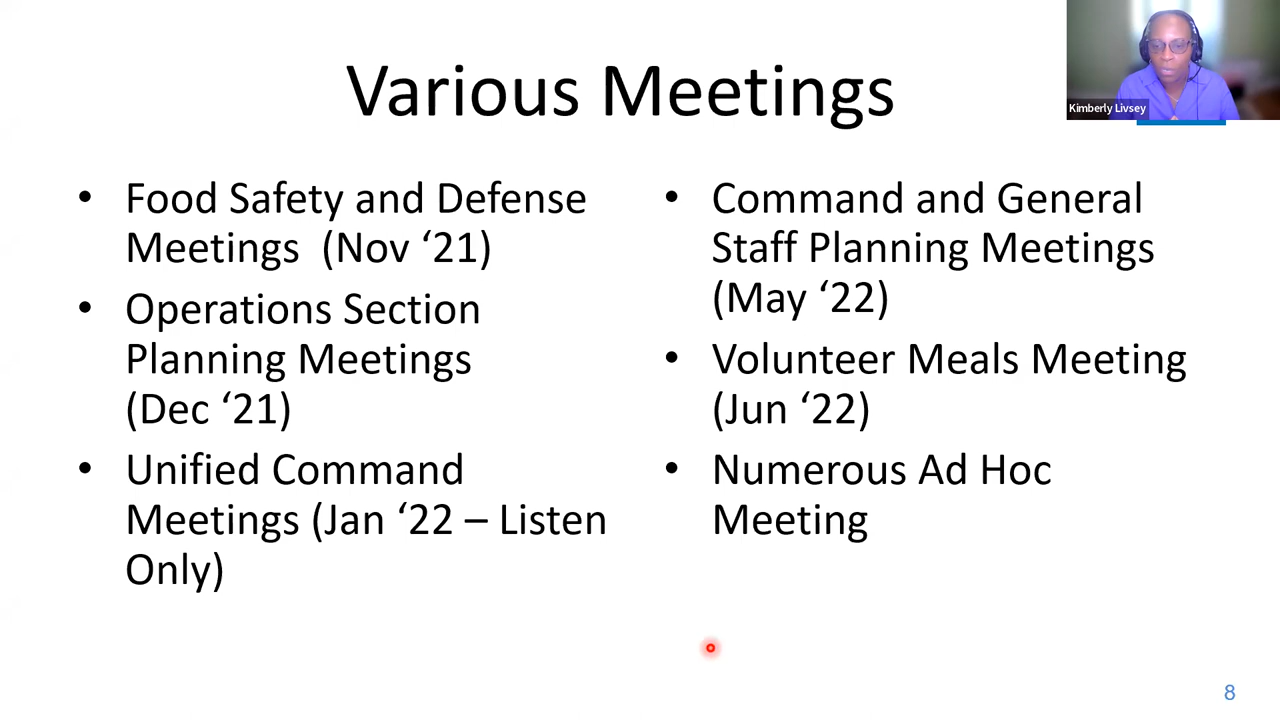 Various Meetings
Kimberly Livsey
• Food Safety and Defense
Meetings  (Nov ‘21)
• Operations Section
Planning Meetings
(Dec ‘21)
• Unified Command
Meetings (Jan ‘22 – Listen
Only)
• Command and General
Staff Planning Meetings
(May ‘22)
• Volunteer Meals Meeting
(Jun ‘22)
• Numerous Ad Hoc
Meeting
8